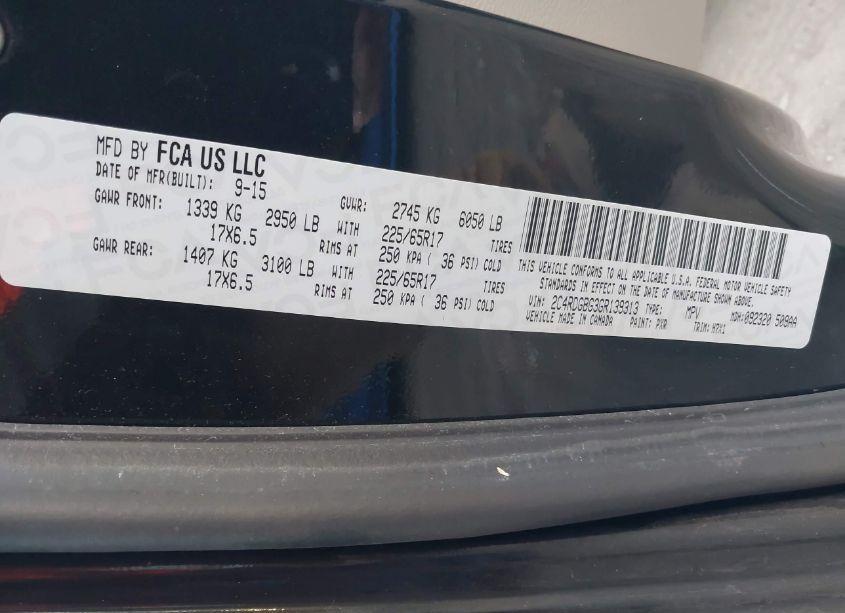 MFD BY FCA US LLC
DATE OF MFR(BUILT): 9-15 GVWR: 2745 KG 6050 LB
GAWR FRONT: 1339 KG 2950 LB WITH 225/65R17 TIRES
17X6.5 RIMS AT 250 KPA ( 36 PSI) COLD
GAWR REAR: 1407 KG 3100 LB WITH 225/65R17 TIRES
17X6.5 RIMS AT 250 KPA ( 36 PSI) COLD
THIS VEHICLE CONFORMS TO ALL APPLICABLE U.S.A. FEDERAL MOTOR VEHICLE SAFETY
STANDARDS IN EFFECT ON THE DATE OF MANUFACTURE SHOWN ABOVE.
VIN: 2C4RDGBG3GR139313 TYPE: MPV MDH:092320 508AA
VEHICLE MADE IN CANADA PAINT: PXR TRIM: